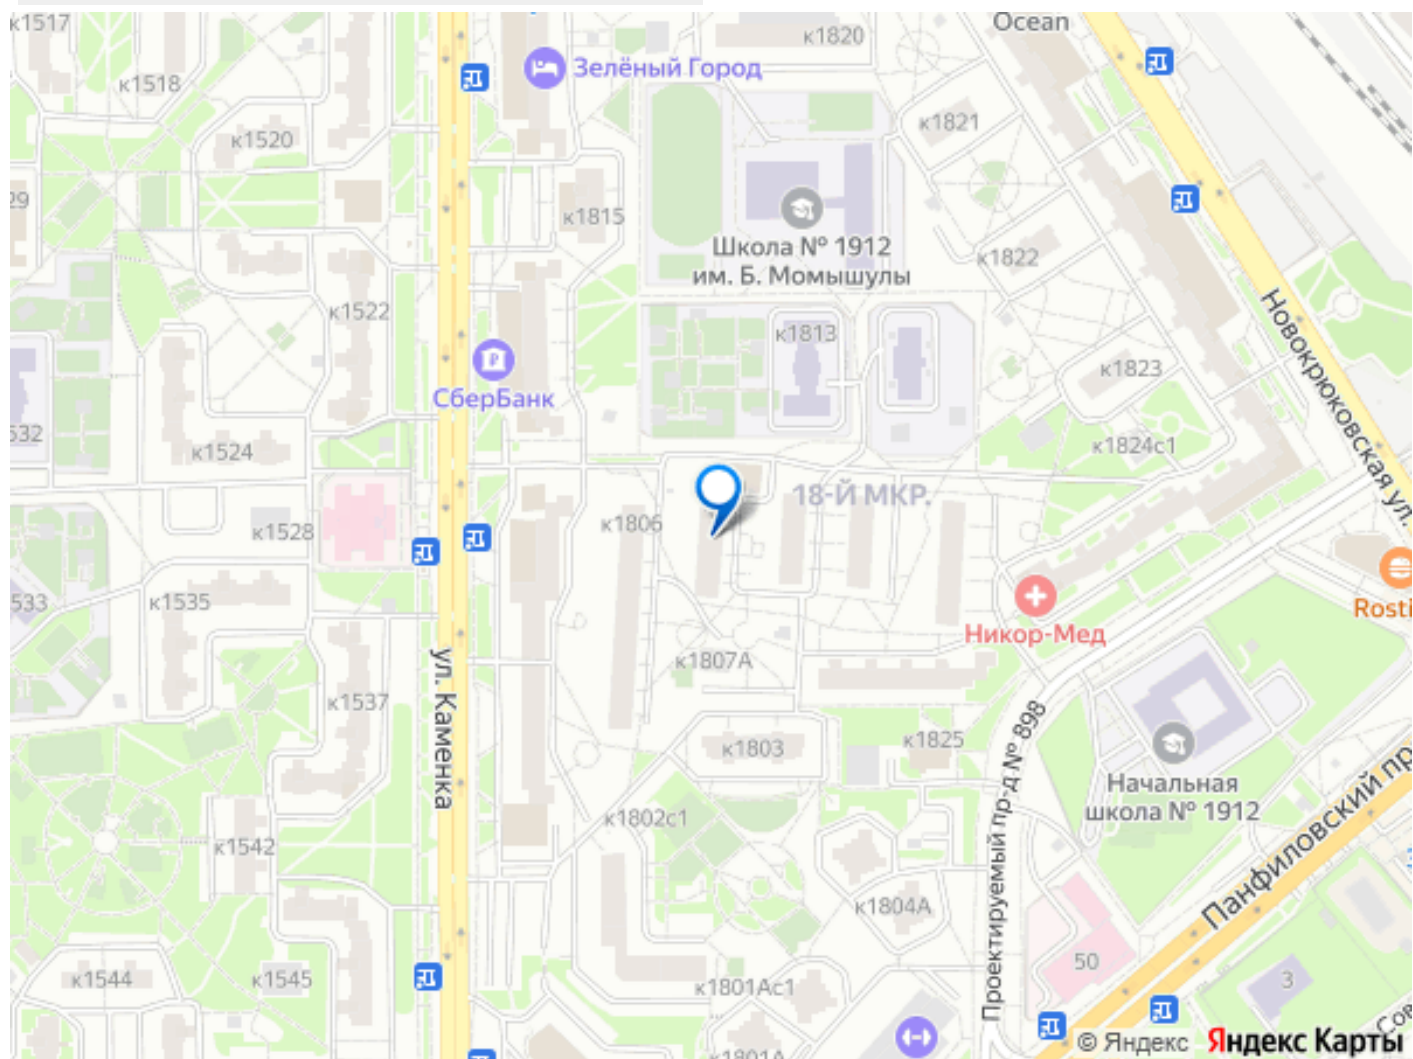 к1517
Ocean
к1820
Зелёный Город
к1518
к1821
к1520
к1815
Школа № 1912
им. Б. Момышулы
к1822
к1522
к1813
Новокрюковская ул.
к1823
СберБанк
к1524
к1824с1
18-Й МКР.
к1806
к1528
к1535
Никор-Мед
Rosti
к1807А
ул. Каменка
к1537
к1803
к1825
Проектируемый пр-д № 898
Начальная
школа № 1912
к1802с1
к1542
Панфиловский пр
к1804А
50
3
к1544
к1545
к1801Ас1
к1801А
© Яндекс Яндекс Карты